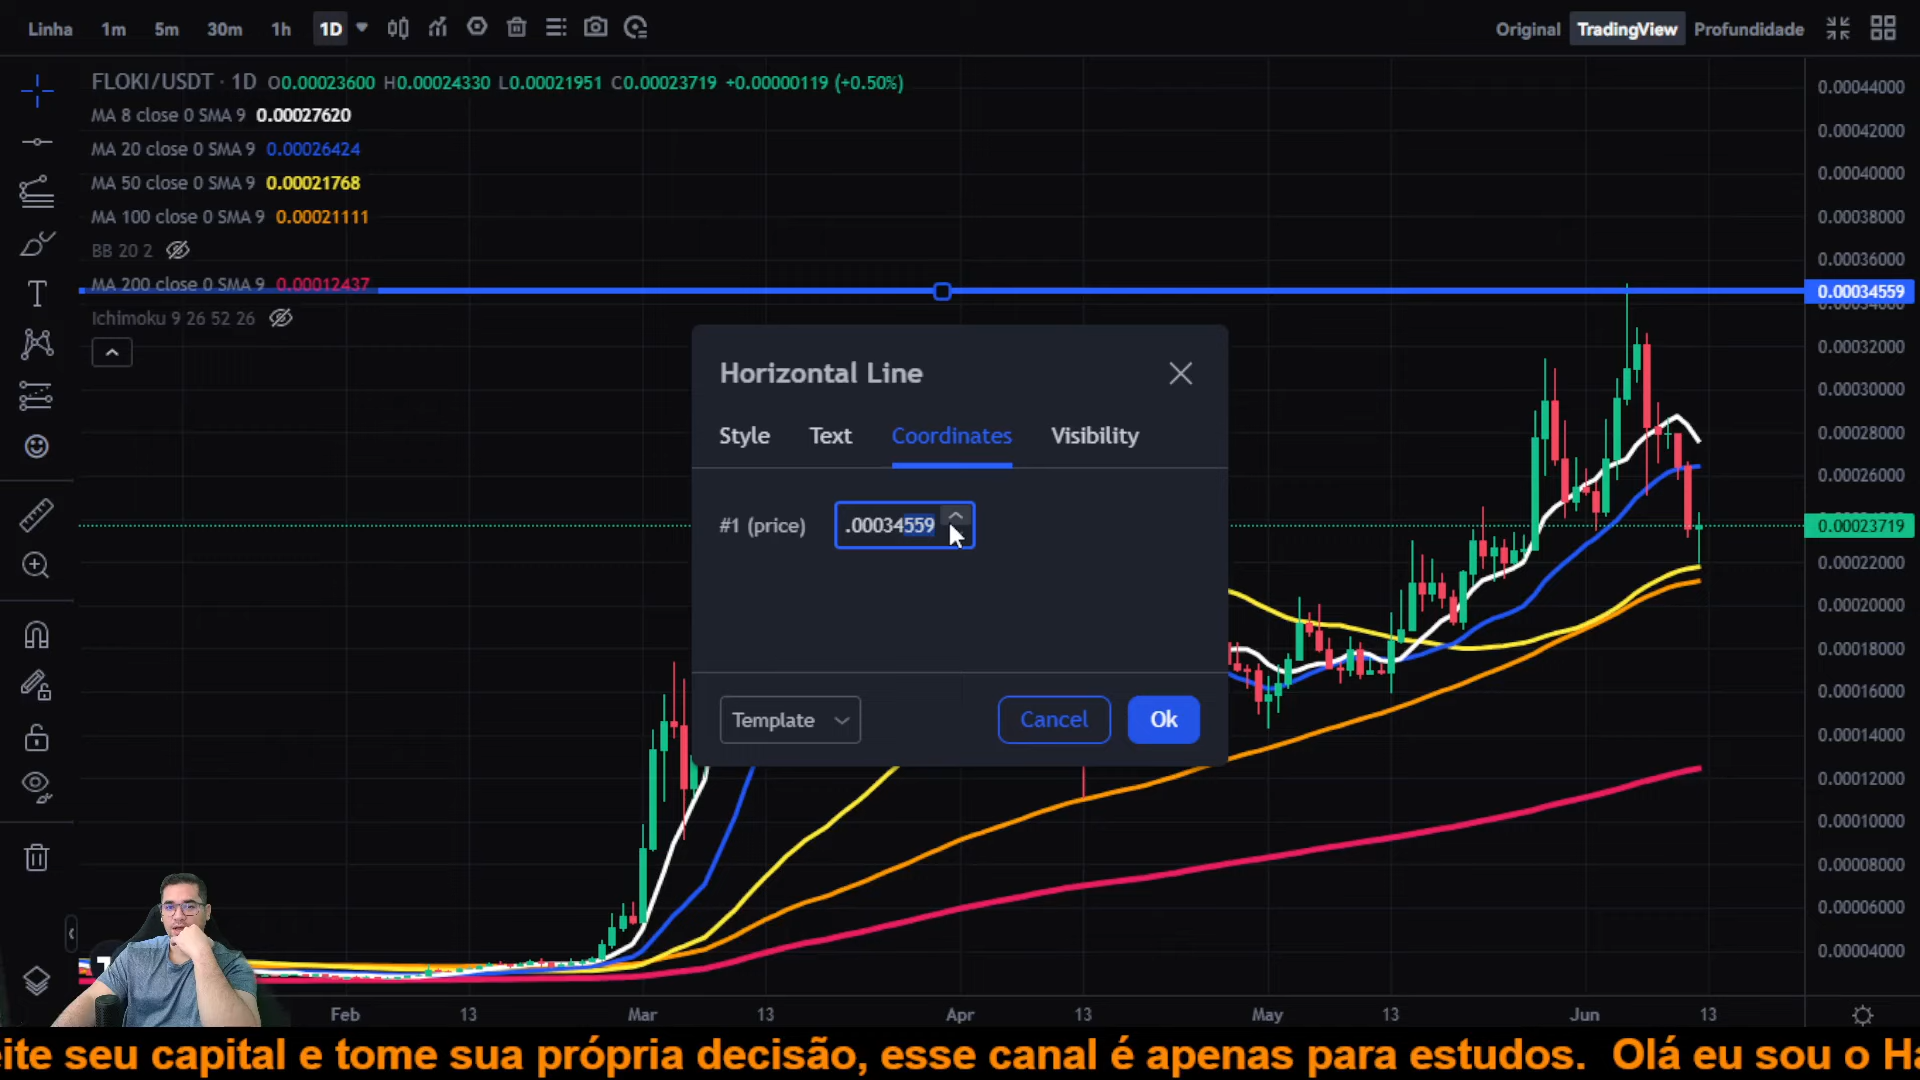 Linha 1m 5m 30m 1h 1D Original TradingView Profundidade
FLOKI/USDT · 1D O0.00023600 H0.00024330 L0.00021951 C0.00023719 +0.00000119 (+0.50%)
MA 8 close 0 SMA 9 0.00027620
MA 20 close 0 SMA 9 0.00026424
MA 50 close 0 SMA 9 0.00021768
MA 100 close 0 SMA 9 0.00021111
BB 20 2
MA 200 close 0 SMA 9 0.00012437
Ichimoku 9 26 52 26
Horizontal Line
Style Text Coordinates Visibility
#1 (price) .00034559
Template Cancel Ok
0.00044000
0.00042000
0.00040000
0.00038000
0.00036000
0.00034559
0.00032000
0.00030000
0.00028000
0.00026000
0.00023719
0.00022000
0.00020000
0.00018000
0.00016000
0.00014000
0.00012000
0.00010000
0.00008000
0.00006000
0.00004000
Feb 13 Mar 13 Apr 13 May 13 Jun 13
eite seu capital e tome sua própria decisão, esse canal é apenas para estudos. Olá eu sou o Ha